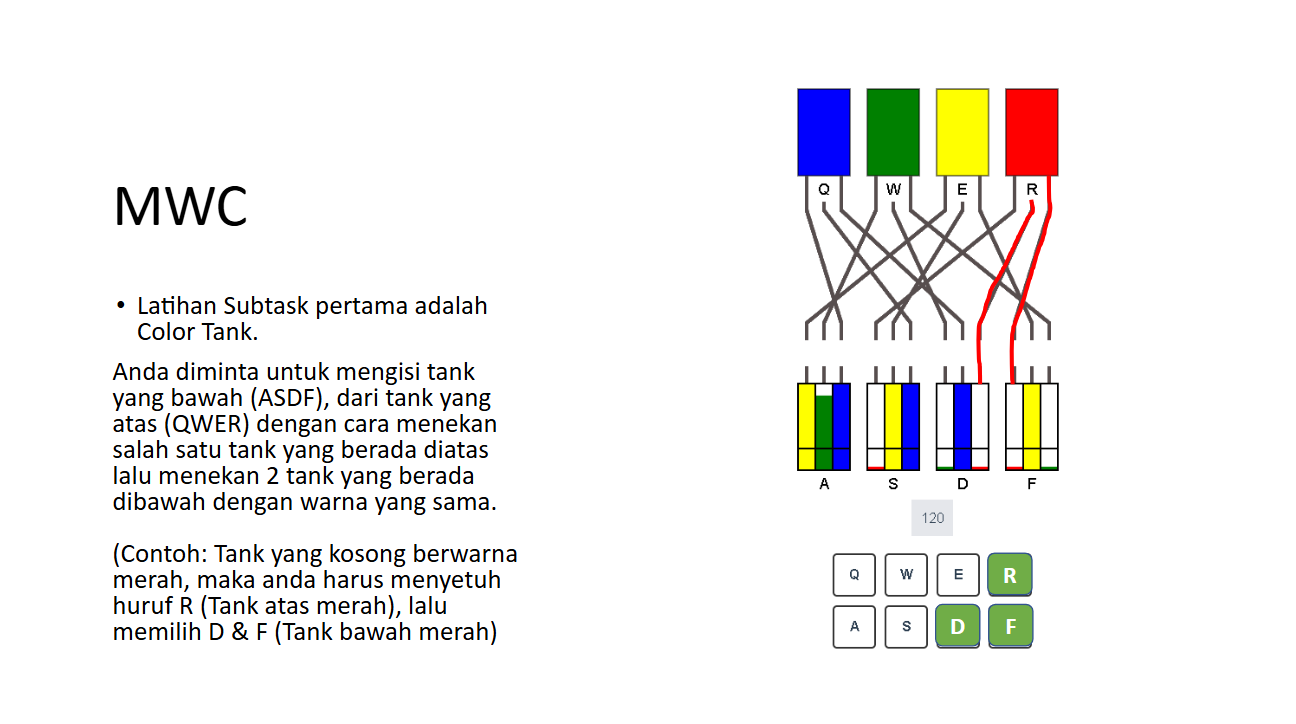 MWC
• Latihan Subtask pertama adalah
Color Tank.
Anda diminta untuk mengisi tank
yang bawah (ASDF), dari tank yang
atas (QWER) dengan cara menekan
salah satu tank yang berada diatas
lalu menekan 2 tank yang berada
dibawah dengan warna yang sama.
(Contoh: Tank yang kosong berwarna
merah, maka anda harus menyetuh
huruf R (Tank atas merah), lalu
memilih D & F (Tank bawah merah)
Q W E R
A S D F
120
Q W E R
A S D F